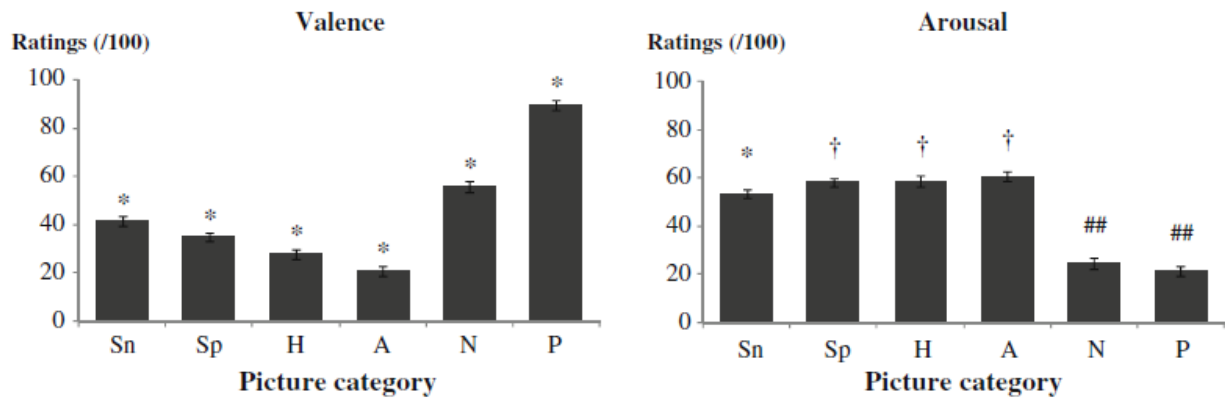 Valence
Ratings (/100)
100
80
60
40
20
0
* * * * * *
Sn Sp H A N P
Picture category
Arousal
Ratings (/100)
100
80
60
40
20
0
* † † † ## ##
Sn Sp H A N P
Picture category